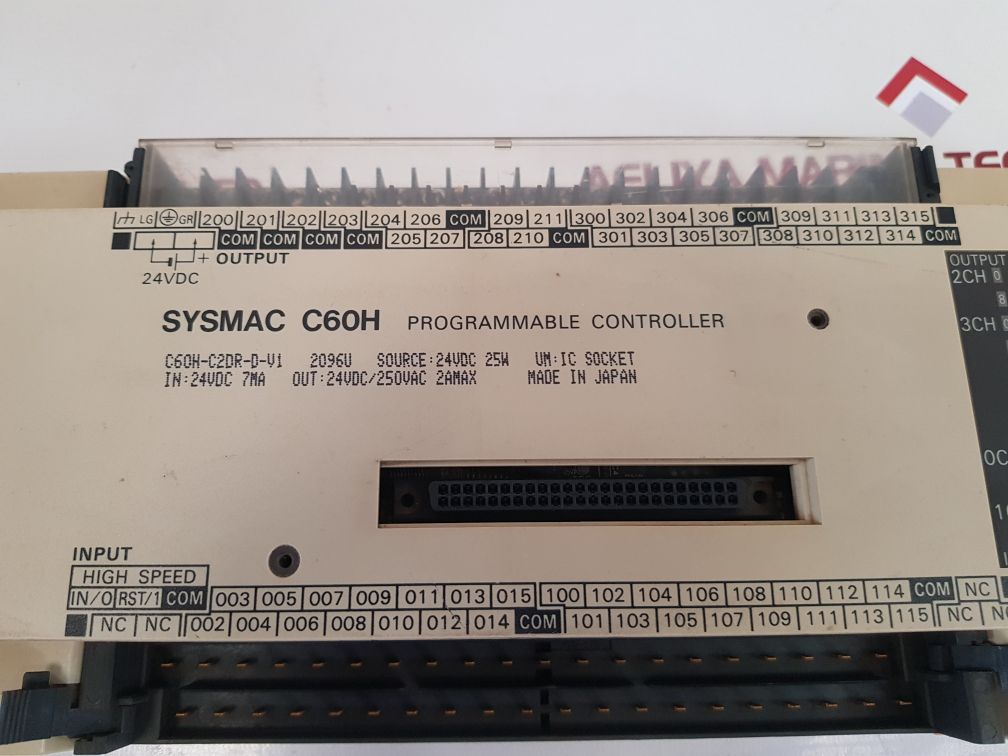 AELIXA MARI
LG GR 200 201 202 203 204 206 COM 209 211 300 302 304 306 COM 309 311 313 315
COM COM COM COM 205 207 208 210 COM 301 303 305 307 308 310 312 314 COM
+ OUTPUT
24VDC
OUTPUT
2CH 0
8
3CH
SYSMAC C60H PROGRAMMABLE CONTROLLER
C60H-C2DR-D-V1 2096U SOURCE:24VDC 25W UM:IC SOCKET
IN:24VDC 7MA OUT:24VDC/250VAC 2AMAX MADE IN JAPAN
0C
INPUT
HIGH SPEED
IN/0 RST/1 COM 003 005 007 009 011 013 015 100 102 104 106 108 110 112 114 COM NC
NC NC 002 004 006 008 010 012 014 COM 101 103 105 107 109 111 113 115 NC